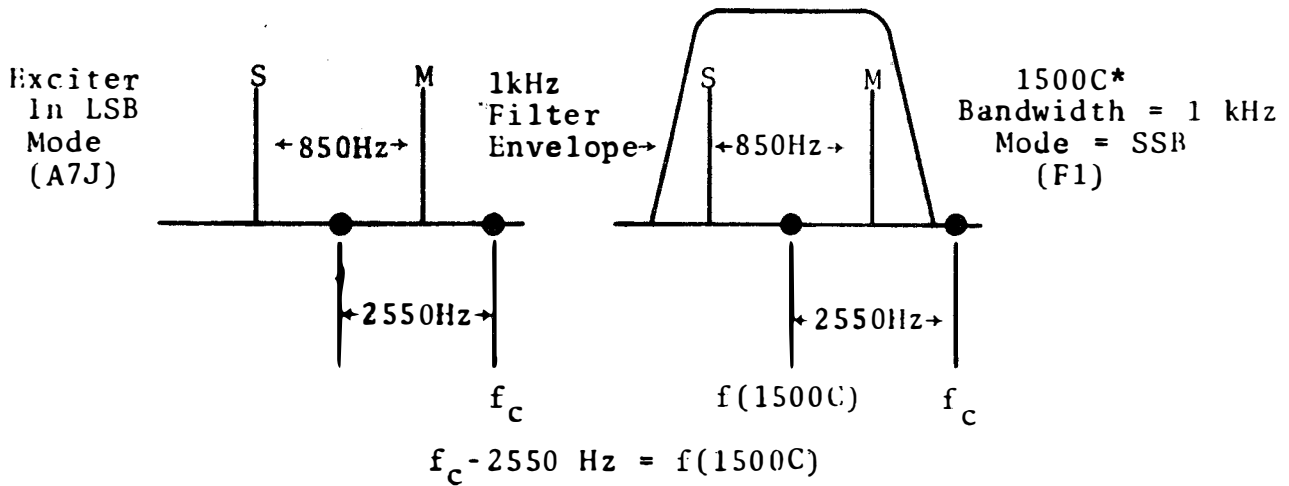 Exciter
In LSB
Mode
(A7J)
S
M
850Hz
2550Hz
fc
1kHz
Filter
Envelope
S
M
850Hz
2550Hz
f(1500C)
fc
1500C*
Bandwidth = 1 kHz
Mode = SSB
(F1)
fc-2550 Hz = f(1500C)